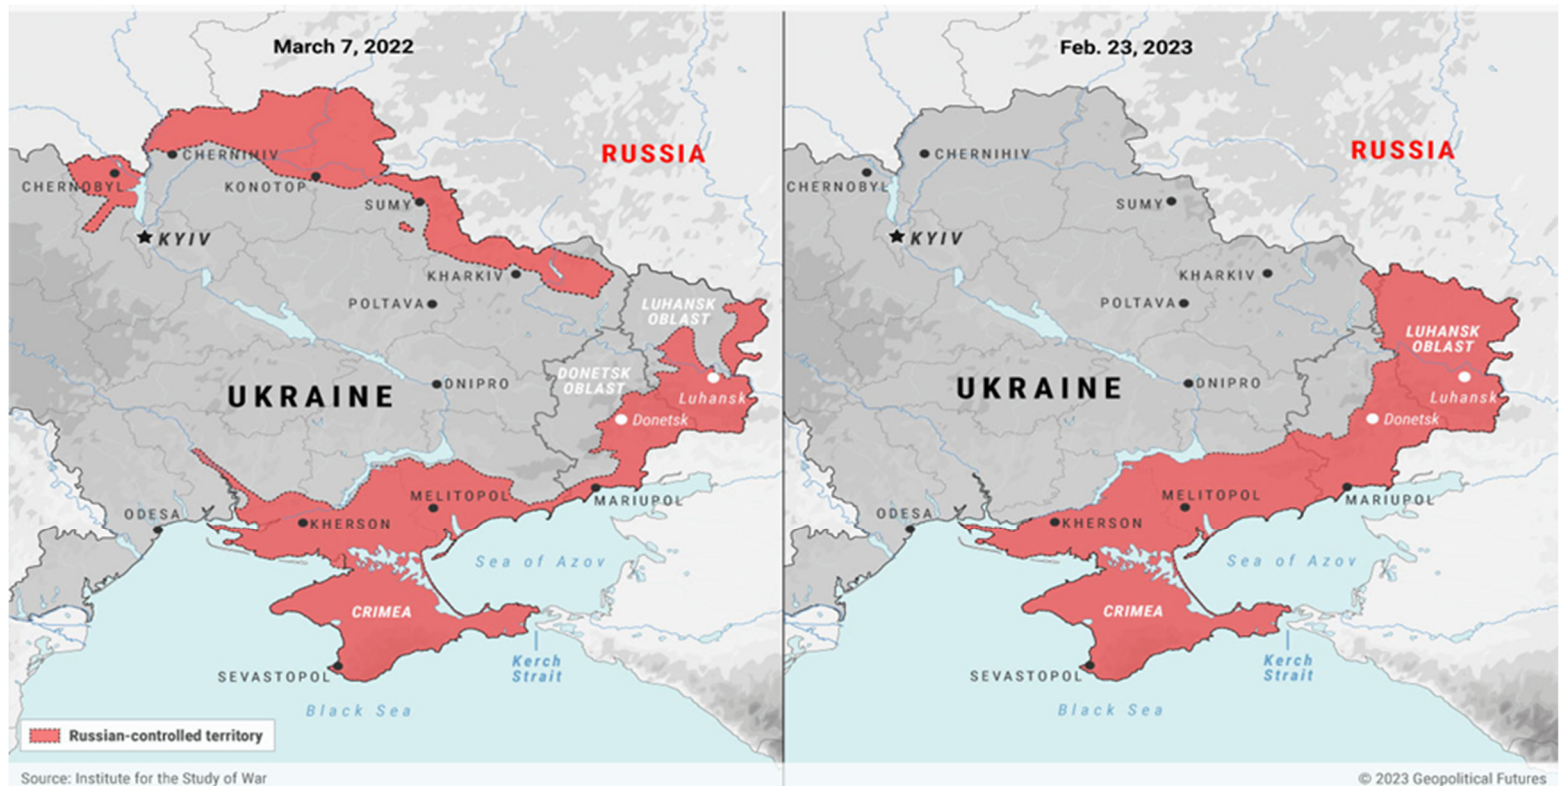 March 7, 2022
RUSSIA
CHERNIHIV
CHERNOBYL
KONOTOP
SUMY
KYIV
KHARKIV
POLTAVA
LUHANSK
OBLAST
DONETSK
OBLAST
UKRAINE
DNIPRO
Luhansk
Donetsk
MELITOPOL
MARIUPOL
ODESA
KHERSON
Sea of Azov
CRIMEA
Kerch
Strait
SEVASTOPOL
Black Sea
Russian-controlled territory
Source: Institute for the Study of War
Feb. 23, 2023
RUSSIA
CHERNIHIV
CHERNOBYL
SUMY
KYIV
KHARKIV
POLTAVA
LUHANSK
OBLAST
UKRAINE
DNIPRO
Luhansk
Donetsk
MELITOPOL
MARIUPOL
ODESA
KHERSON
Sea of Azov
CRIMEA
Kerch
Strait
SEVASTOPOL
Black Sea
© 2023 Geopolitical Futures